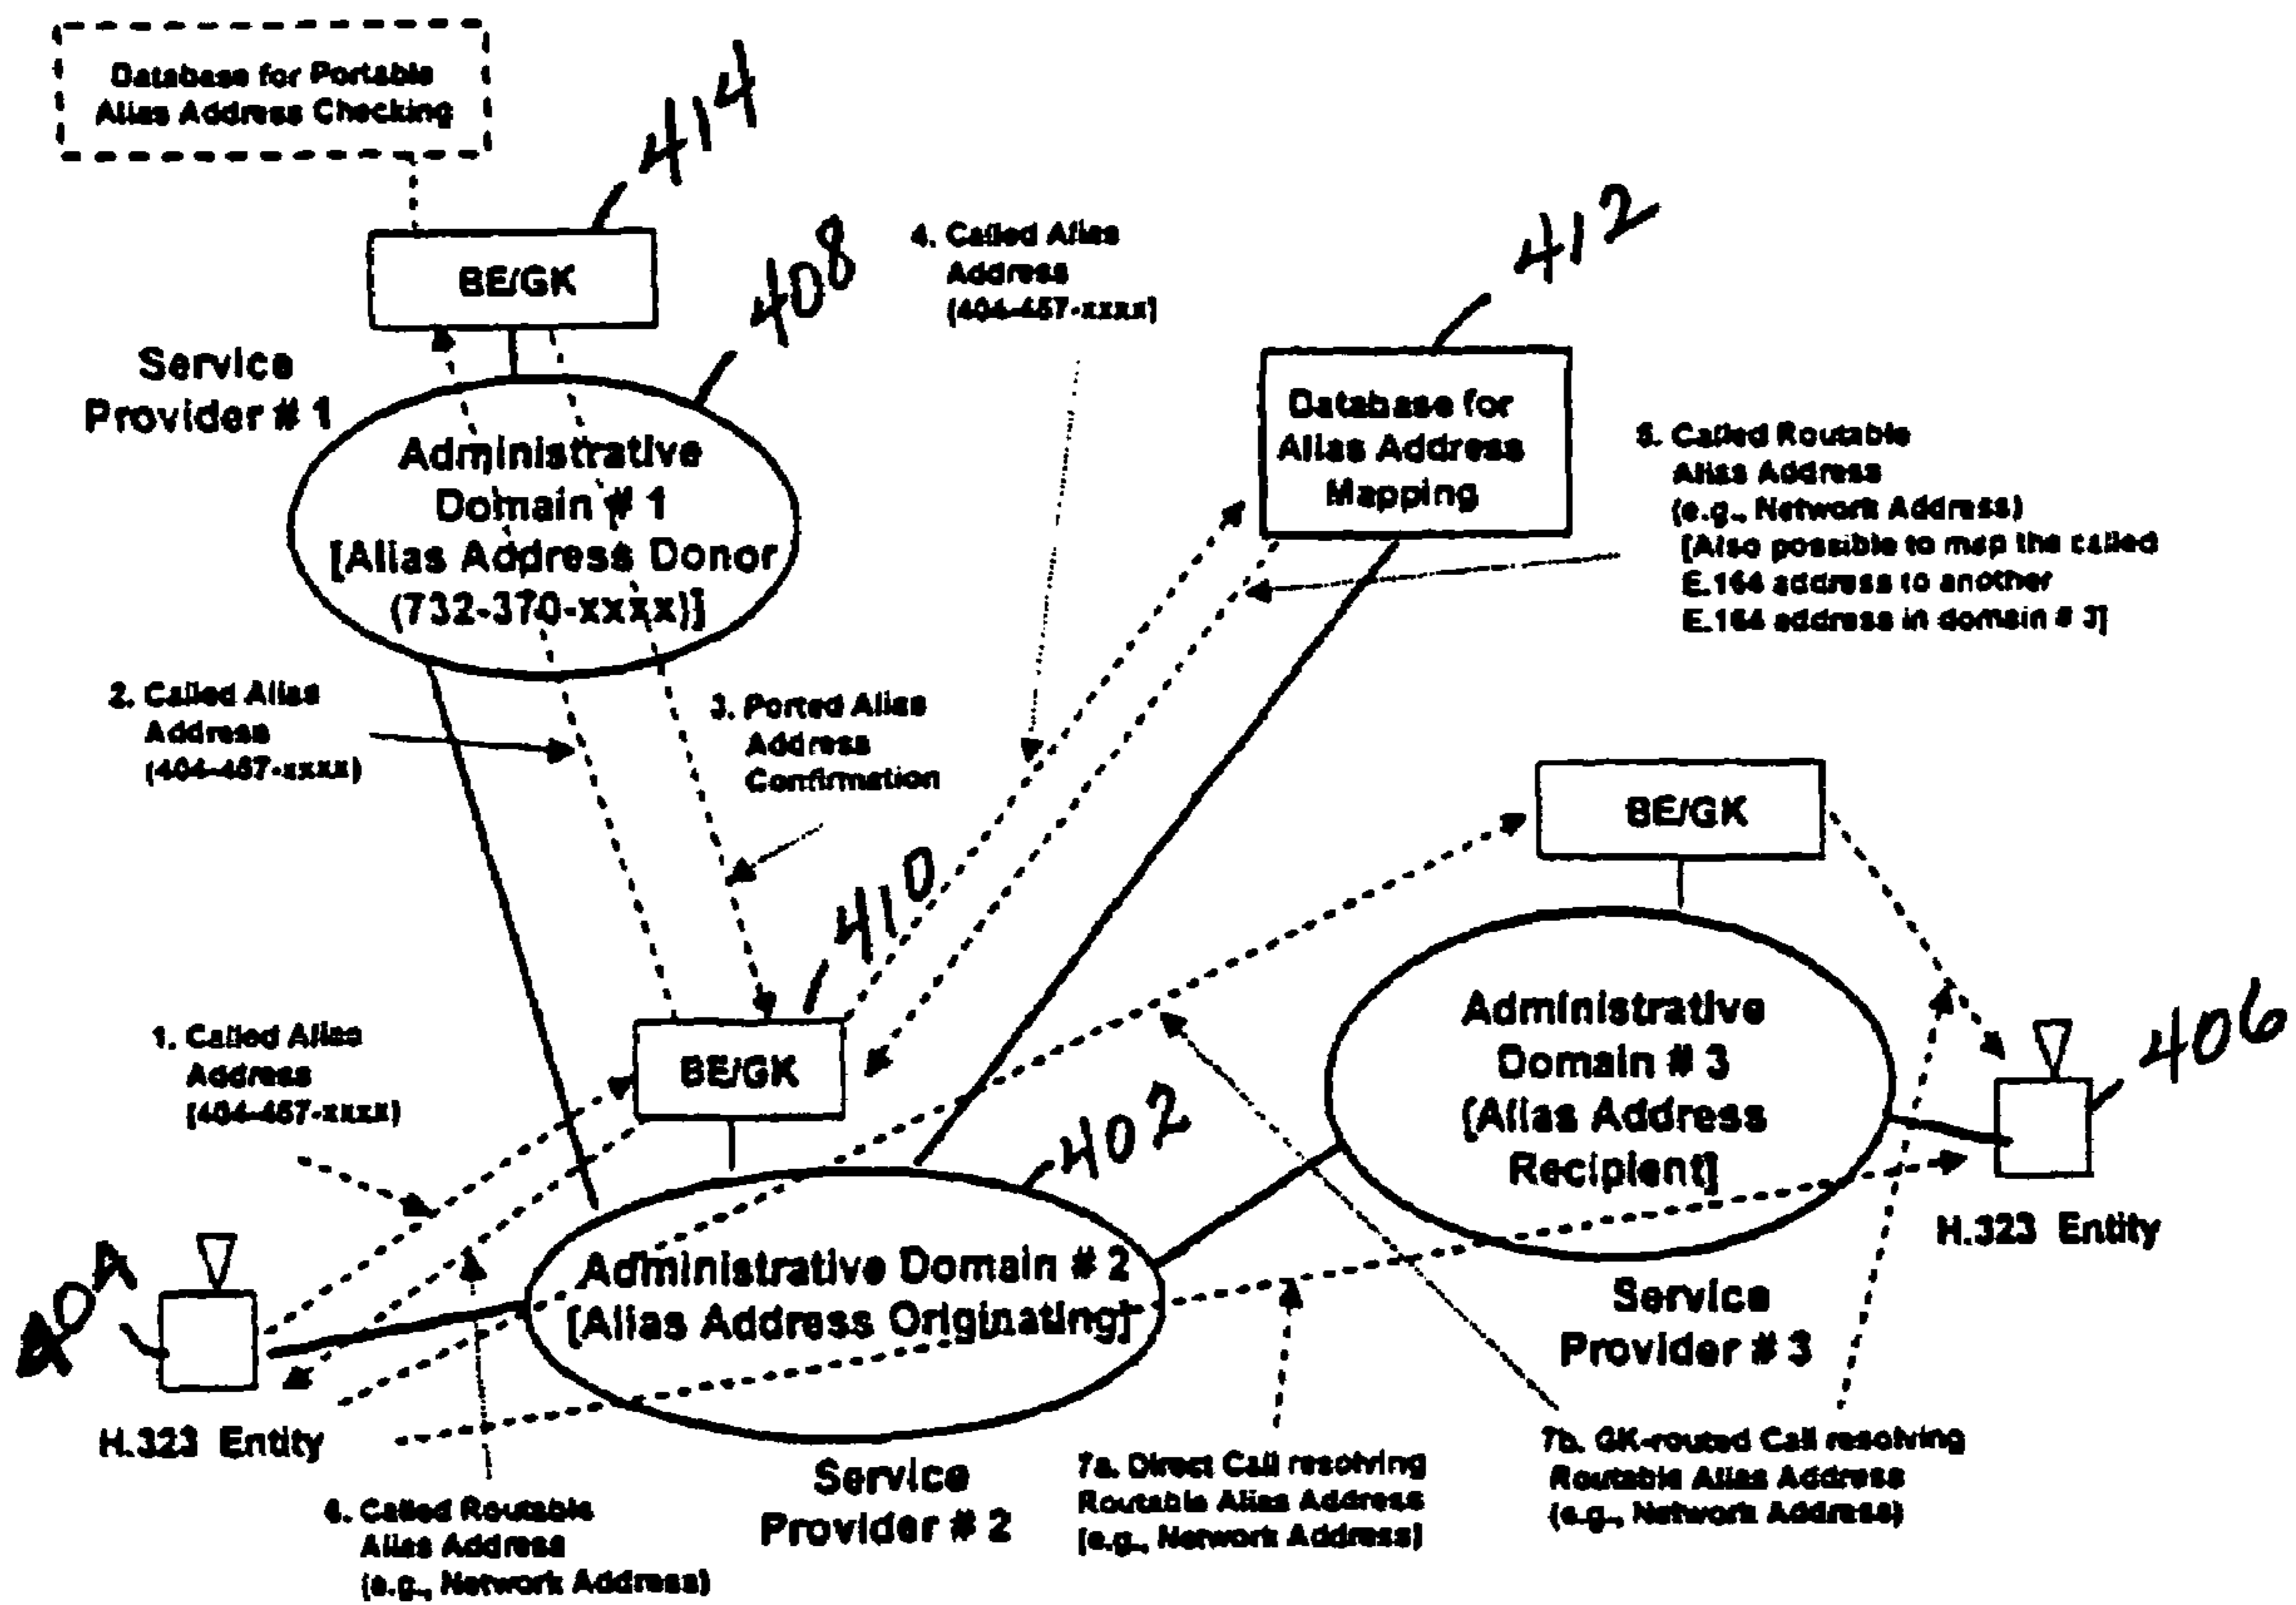 Database for Portable
Alias Address Checking
414
BE/GK
408
4. Called Alias
Address
(404-457-xxxx)
412
Service
Provider # 1
Administrative
Domain # 1
[Alias Address Donor
(732-370-xxxx)]
Database for
Alias Address
Mapping
5. Called Routable
Alias Address
(e.g., Network Address)
[Also possible to map the called
E.164 address to another
E.164 address in domain # 3]
2. Called Alias
Address
(404-457-xxxx)
3. Ported Alias
Address
Confirmation
BE/GK
410
1. Called Alias
Address
(404-457-xxxx)
BE/GK
402
Administrative
Domain # 3
[Alias Address
Recipient]
406
H.323 Entity
404
Administrative Domain # 2
[Alias Address Originating]
Service
Provider # 3
H.323 Entity
Service
Provider # 2
6. Called Routable
Alias Address
(e.g., Network Address)
7a. Direct Call resolving
Routable Alias Address
(e.g., Network Address)
7b. GK-routed Call resolving
Routable Alias Address
(e.g., Network Address)